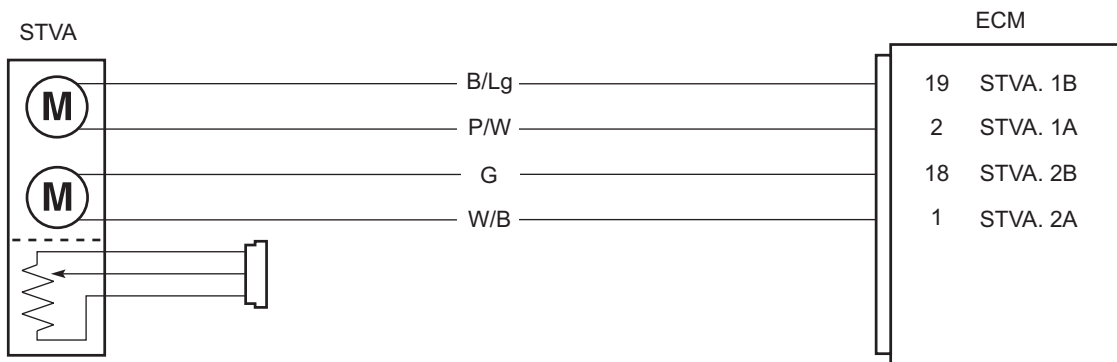 STVA
ECM
M
B/Lg
19 STVA. 1B
P/W
2 STVA. 1A
M
G
18 STVA. 2B
W/B
1 STVA. 2A